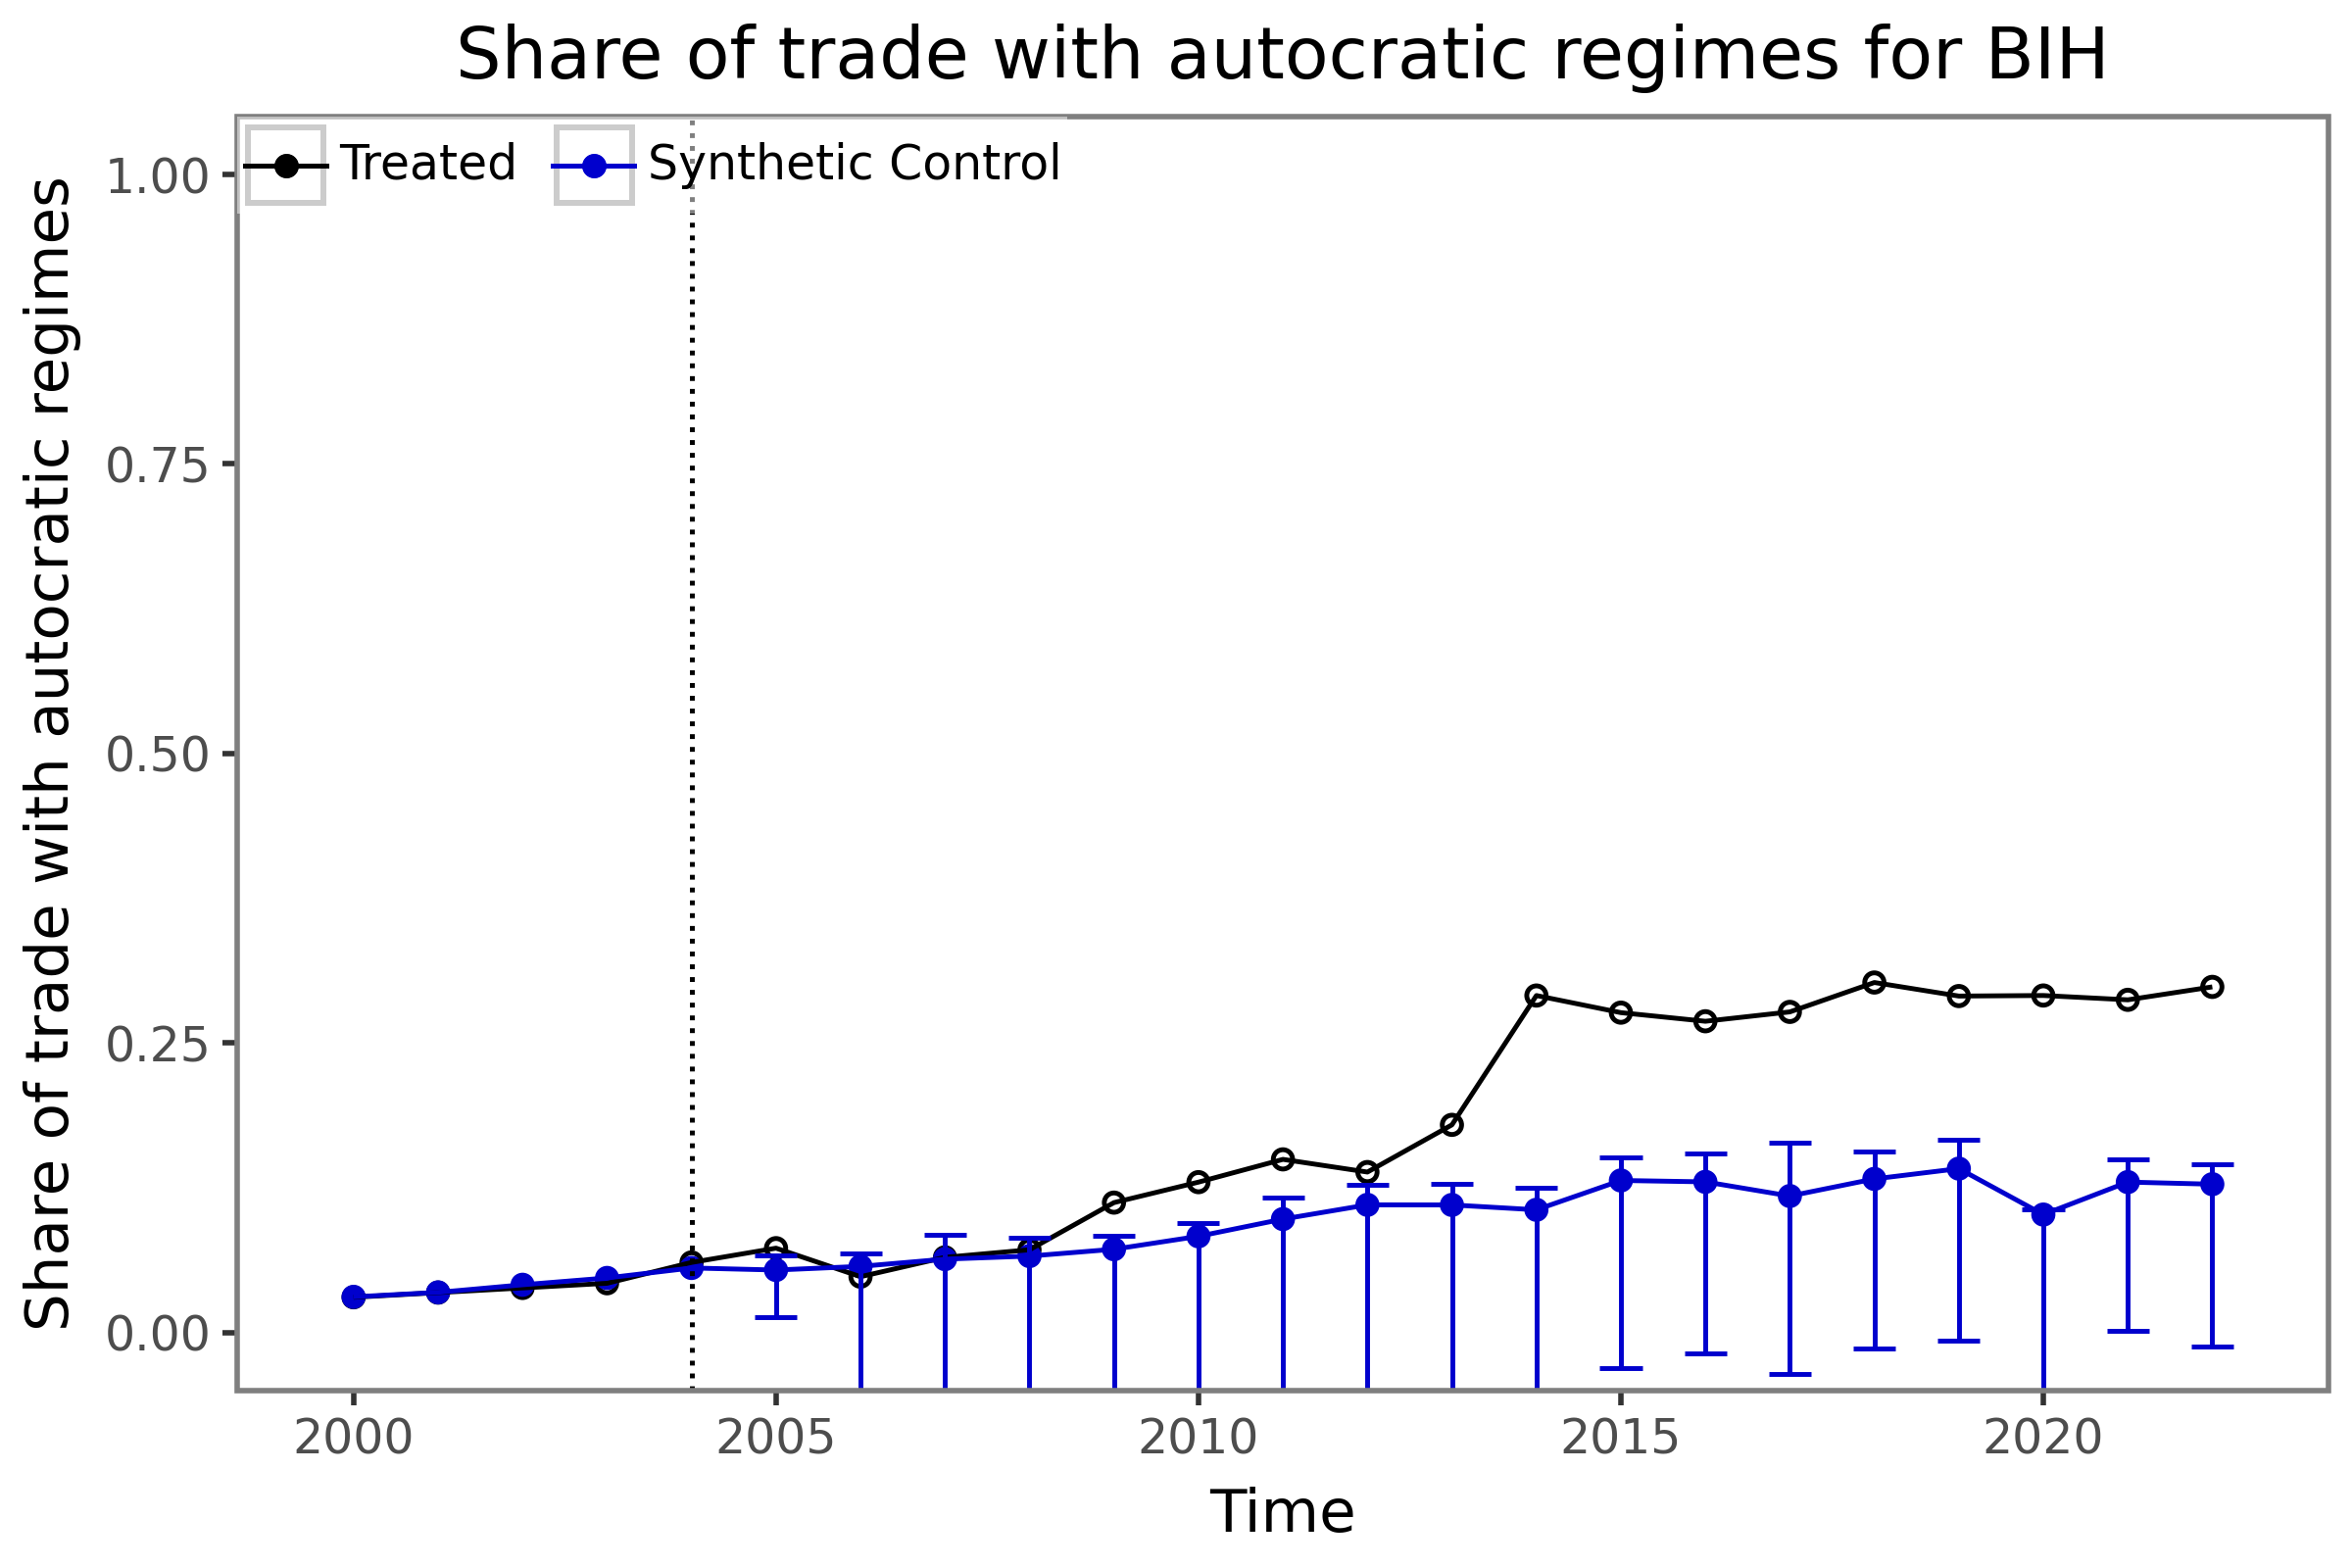 Share of trade with autocratic regimes for BIH
Treated
Synthetic Control
Share of trade with autocratic regimes
1.00
0.75
0.50
0.25
0.00
2000
2005
2010
2015
2020
Time